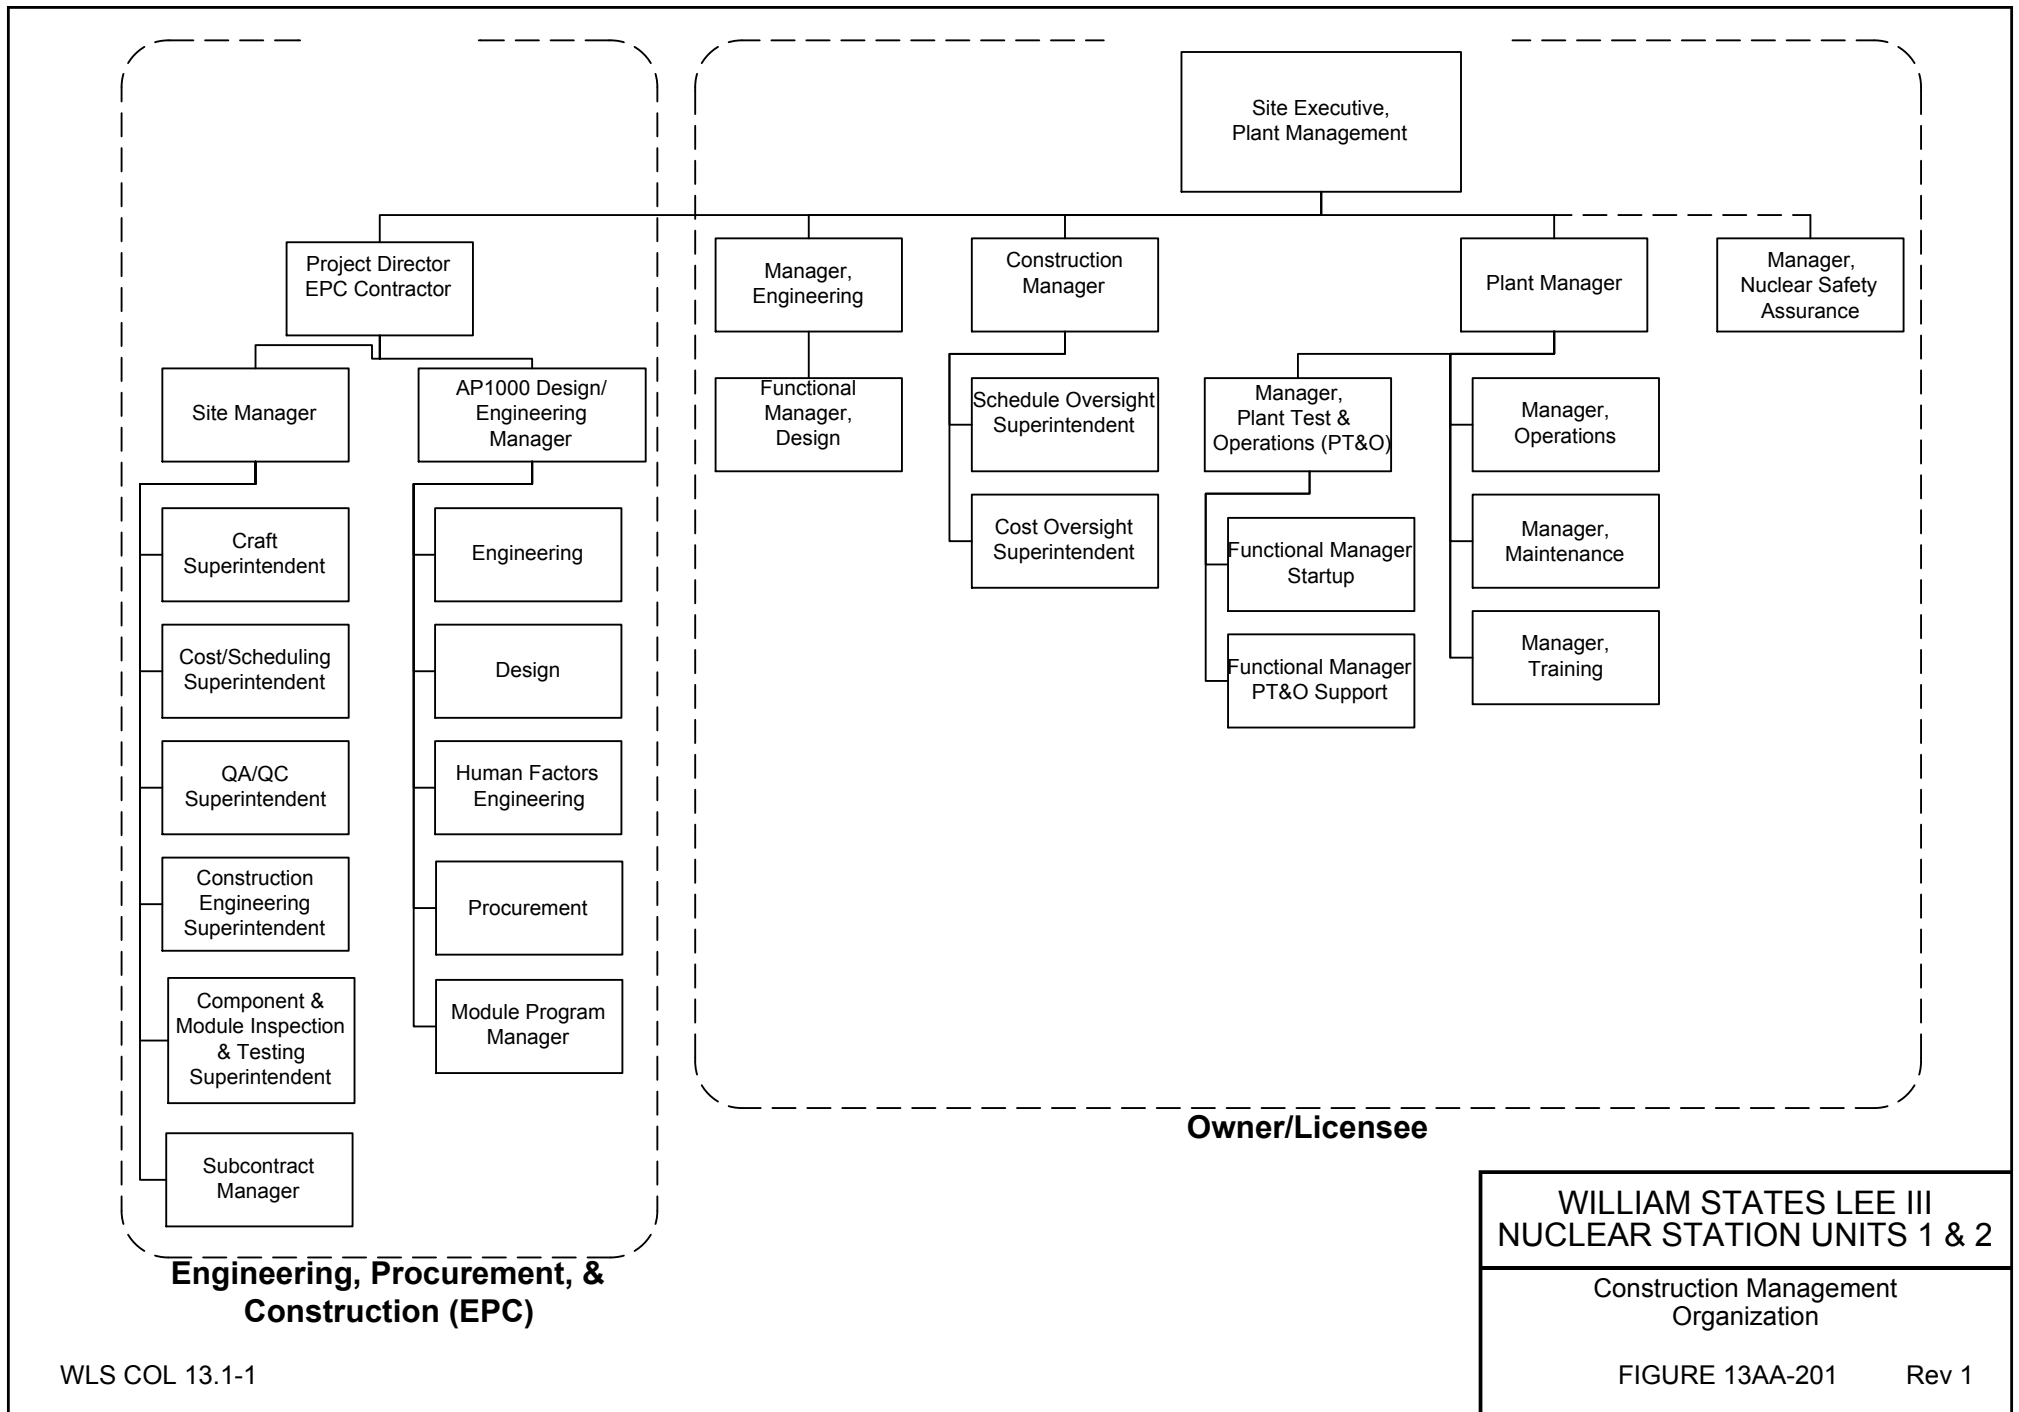 Site Executive,
Plant Management
Project Director
EPC Contractor
Manager,
Engineering
Construction
Manager
Plant Manager
Manager,
Nuclear Safety
Assurance
Site Manager
AP1000 Design/
Engineering
Manager
Functional
Manager,
Design
Schedule Oversight
Superintendent
Manager,
Plant Test &
Operations (PT&O)
Manager,
Operations
Craft
Superintendent
Engineering
Cost Oversight
Superintendent
Functional Manager
Startup
Manager,
Maintenance
Cost/Scheduling
Superintendent
Design
Functional Manager
PT&O Support
Manager,
Training
QA/QC
Superintendent
Human Factors
Engineering
Construction
Engineering
Superintendent
Procurement
Component &
Module Inspection
& Testing
Superintendent
Module Program
Manager
Subcontract
Manager
Owner/Licensee
Engineering, Procurement, &
Construction (EPC)
WILLIAM STATES LEE III
NUCLEAR STATION UNITS 1 & 2
Construction Management
Organization
WLS COL 13.1-1
FIGURE 13AA-201 Rev 1